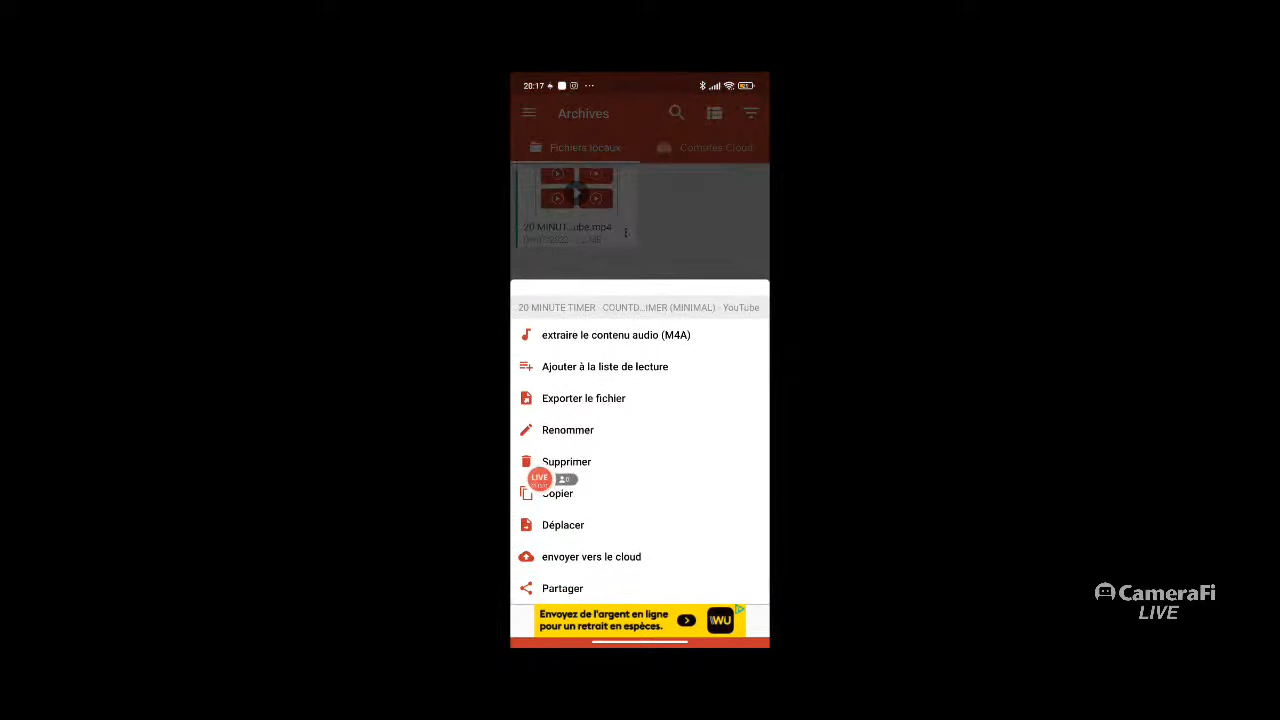 20:17
Archives
Fichiers locaux
Comptes Cloud
20 MINUT...ube.mp4
20 MINUTE TIMER COUNTD...IMER (MINIMAL) YouTube
extraire le contenu audio (M4A)
Ajouter à la liste de lecture
Exporter le fichier
Renommer
Supprimer
LIVE
0
Copier
Déplacer
envoyer vers le cloud
Partager
Envoyez de l'argent en ligne
pour un retrait en espèces.
WU
CameraFi
LIVE